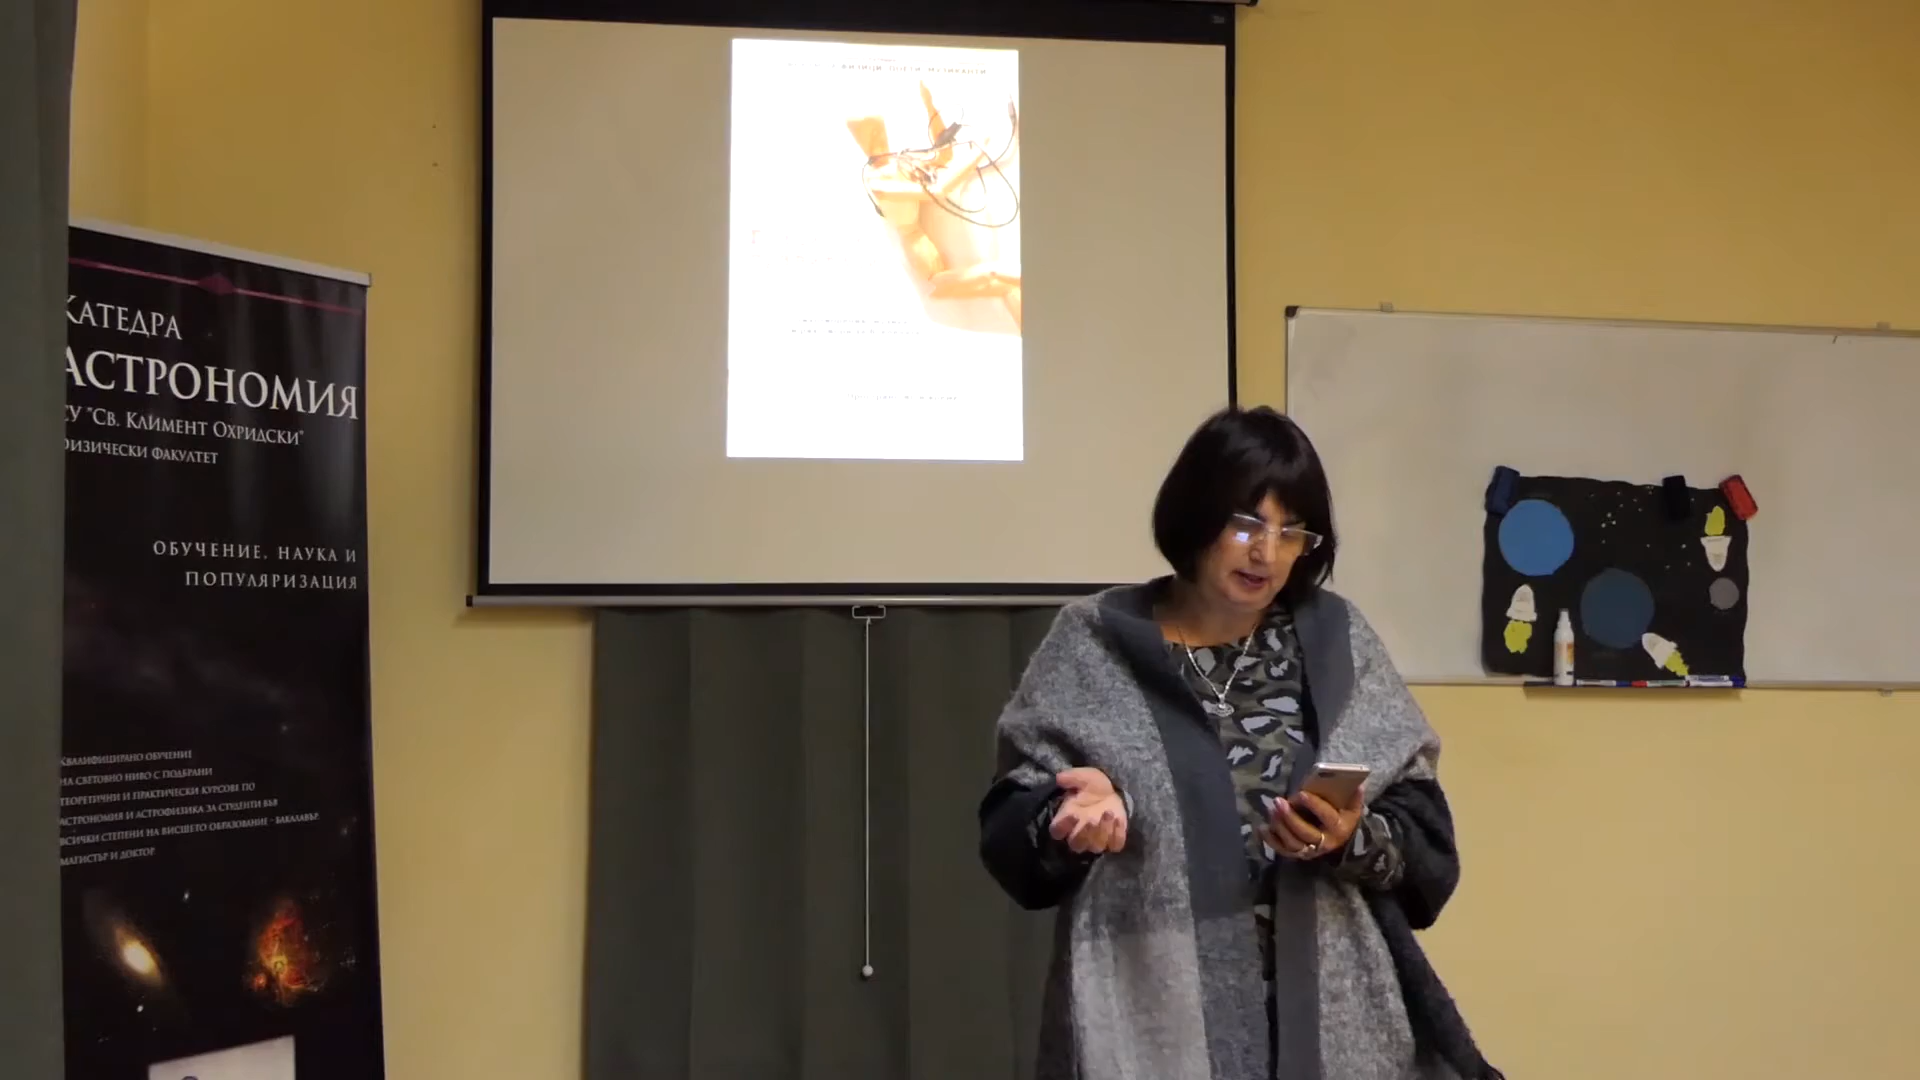 КАТЕДРА
АСТРОНОМИЯ
СУ "СВ. КЛИМЕНТ ОХРИДСКИ"
ФИЗИЧЕСКИ ФАКУЛТЕТ
ОБУЧЕНИЕ, НАУКА И
ПОПУЛЯРИЗАЦИЯ
КВАЛИФИЦИРАНО ОБУЧЕНИЕ
НА СВЕТОВНО НИВО С ПОДБРАНИ
ТЕОРЕТИЧНИ И ПРАКТИЧЕСКИ КУРСОВЕ ПО
АСТРОНОМИЯ И АСТРОФИЗИКА ЗА СТУДЕНТИ ВЪВ
ВСИЧКИ СТЕПЕНИ НА ВИСШЕТО ОБРАЗОВАНИЕ - БАКАЛАВЪР,
МАГИСТЪР И ДОКТОР